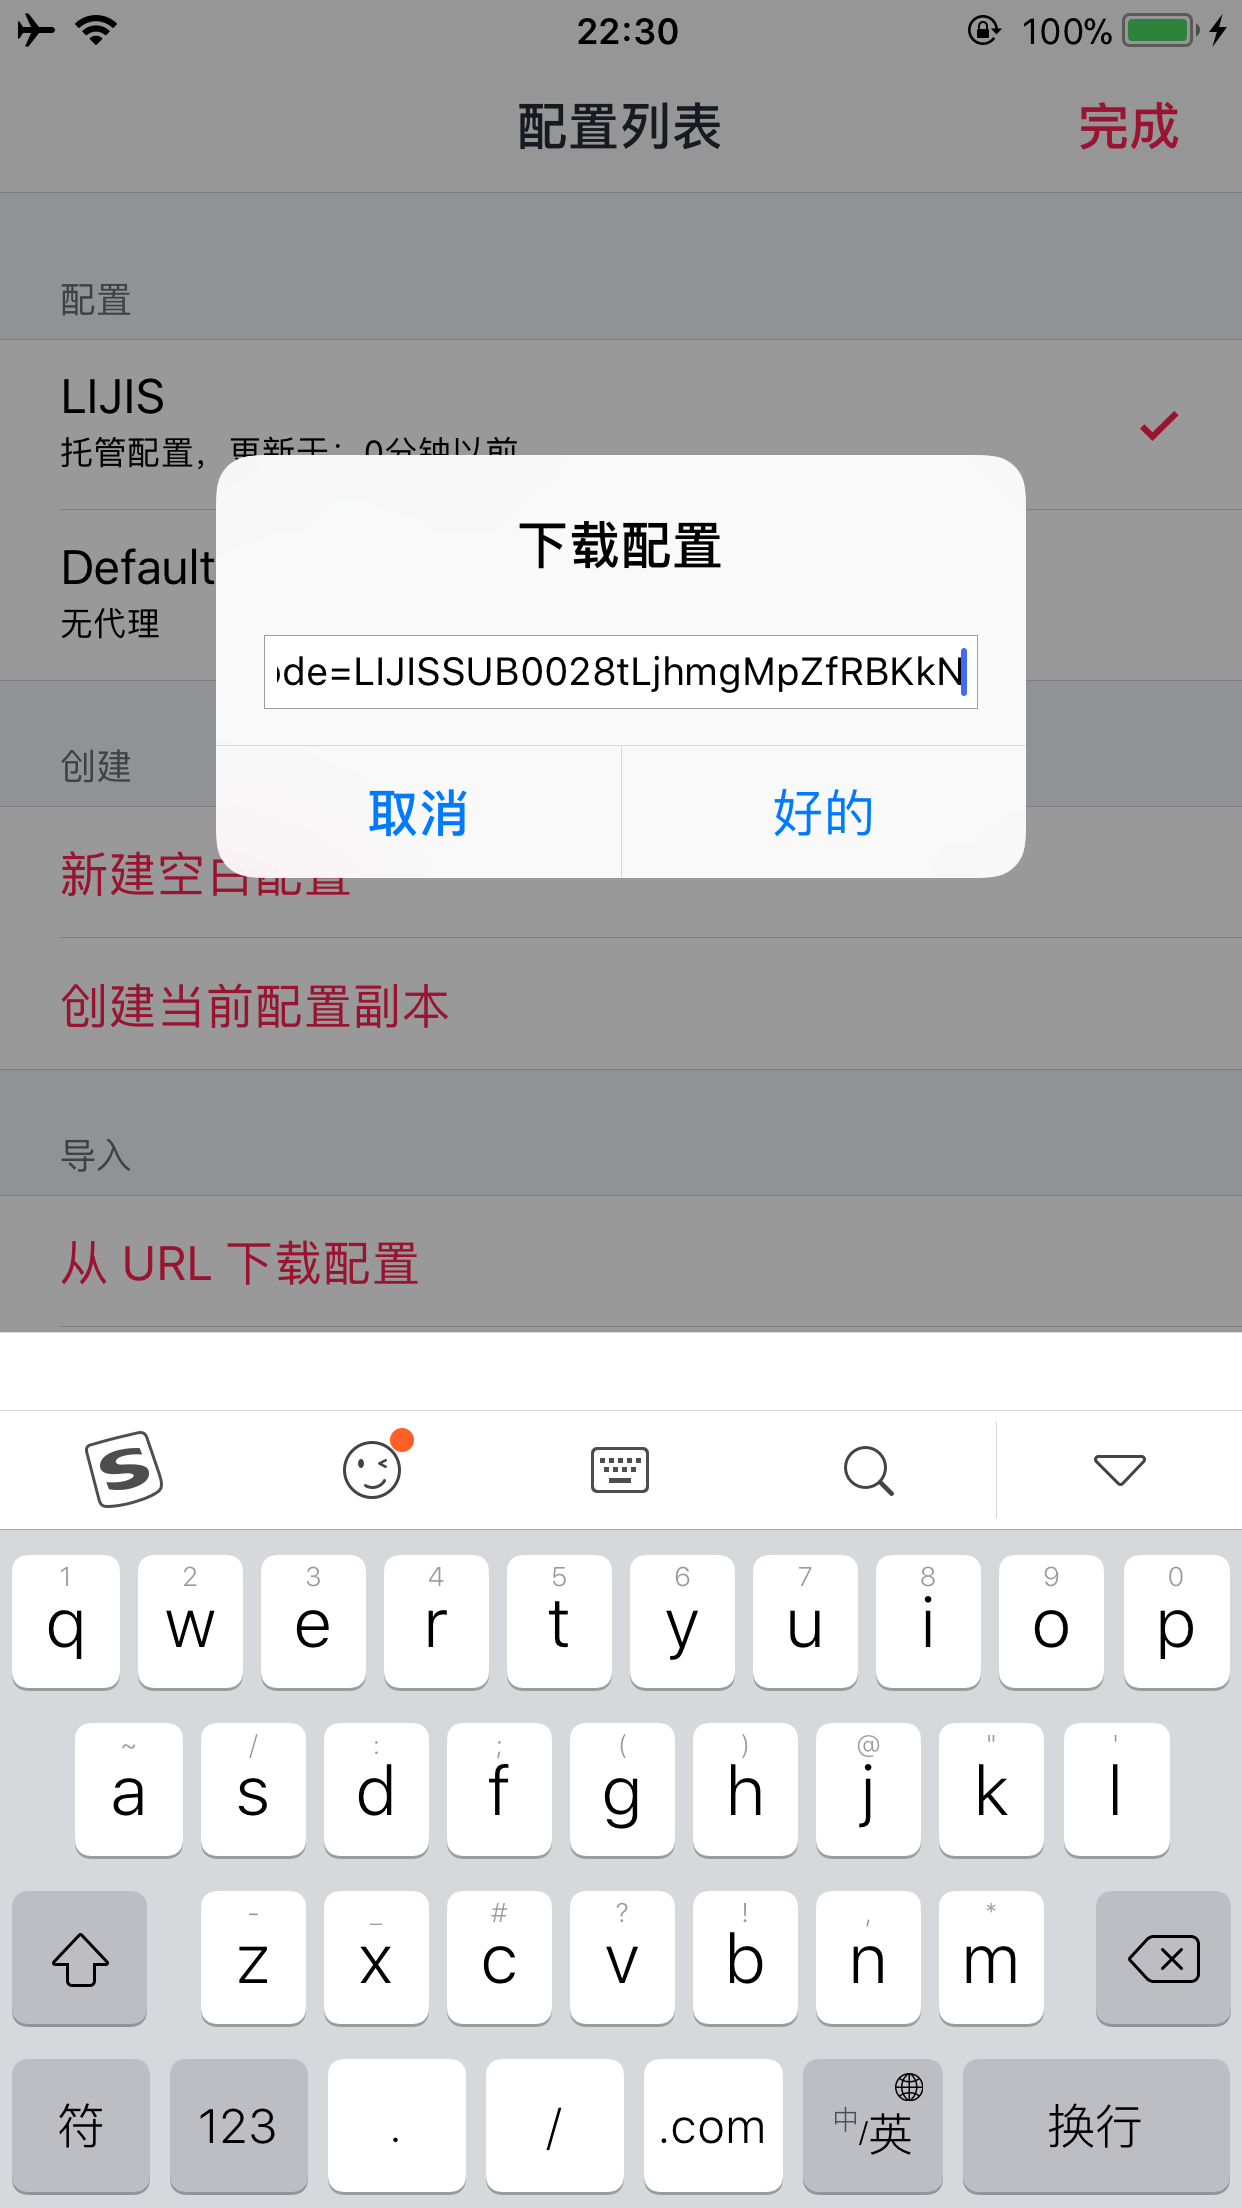 22:30
100%
配置列表
完成
配置
LIJIS
托管配置，更新于：0分钟以前
Default
无代理
下载配置
ode=LIJISSUB0028tLjhmgMpZfRBKkN
取消
好的
创建
新建空白配置
创建当前配置副本
导入
从 URL 下载配置
S
1 2 3 4 5 6 7 8 9 0
q w e r t y u i o p
~ / : ; ( ) @ " '
a s d f g h j k l
- _ # ? ! , *
z x c v b n m
符 123 . / .com 中/英 换行